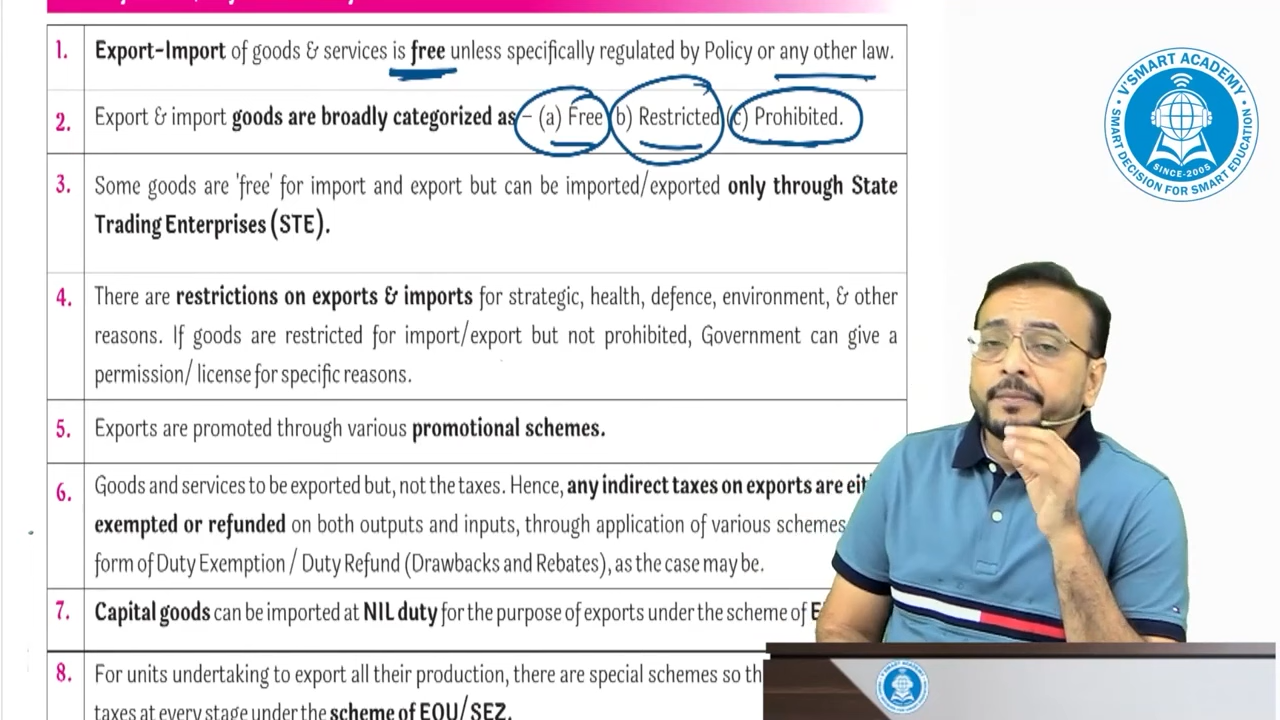 1. Export-Import of goods & services is free unless specifically regulated by Policy or any other law.
2. Export & import goods are broadly categorized as – (a) Free (b) Restricted (c) Prohibited.
3. Some goods are 'free' for import and export but can be imported/exported only through State
Trading Enterprises (STE).
4. There are restrictions on exports & imports for strategic, health, defence, environment, & other
reasons. If goods are restricted for import/export but not prohibited, Government can give a
permission/ license for specific reasons.
5. Exports are promoted through various promotional schemes.
6. Goods and services to be exported but, not the taxes. Hence, any indirect taxes on exports are
exempted or refunded on both outputs and inputs, through application of various schemes
form of Duty Exemption / Duty Refund (Drawbacks and Rebates), as the case may be.
7. Capital goods can be imported at NIL duty for the purpose of exports under the scheme of
8. For units undertaking to export all their production, there are special schemes so
taxes at every stage under the scheme of EOU/SEZ.
V'SMART ACADEMY
SINCE-2005
SMART DECISION FOR SMART EDUCATION